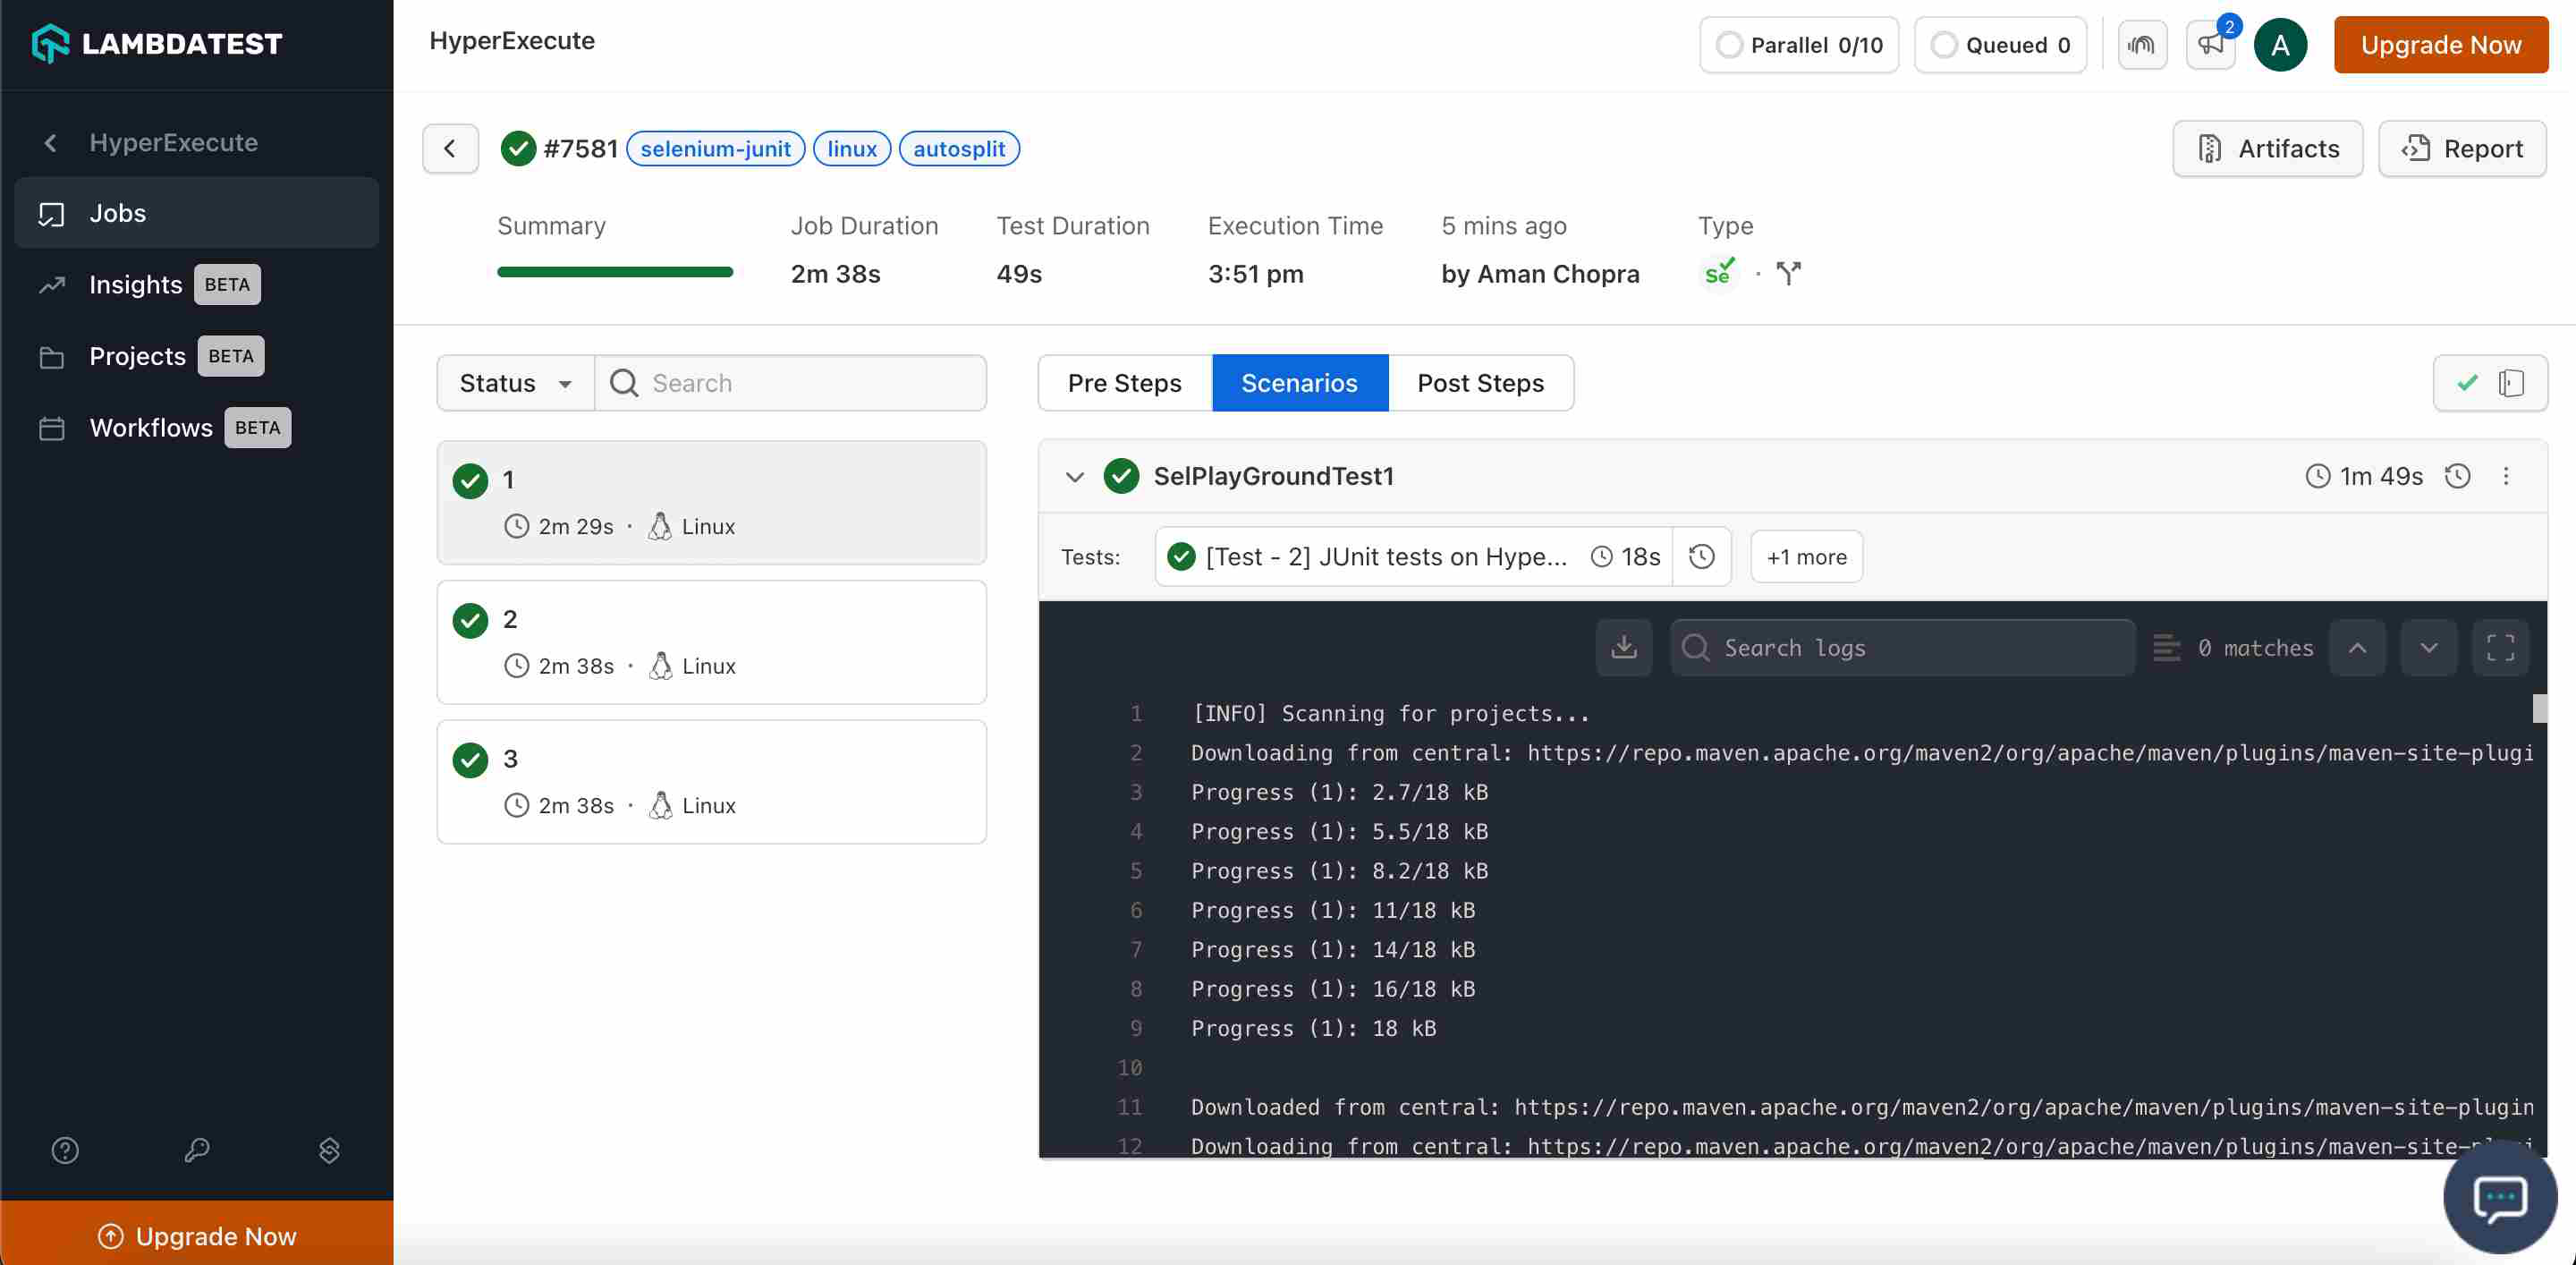 LAMBDATEST
HyperExecute
Parallel 0/10
Queued 0
2
A
Upgrade Now
HyperExecute
Jobs
Insights BETA
Projects BETA
Workflows BETA
Upgrade Now
#7581 selenium-junit linux autosplit
Artifacts
Report
Summary
Job Duration
2m 38s
Test Duration
49s
Execution Time
3:51 pm
5 mins ago
by Aman Chopra
Type
se ·
Status
Search
1
2m 29s · Linux
2
2m 38s · Linux
3
2m 38s · Linux
Pre Steps
Scenarios
Post Steps
SelPlayGroundTest1
1m 49s
Tests:
[Test - 2] JUnit tests on Hype... 18s
+1 more
Search logs
0 matches
1 [INFO] Scanning for projects...
2 Downloading from central: https://repo.maven.apache.org/maven2/org/apache/maven/plugins/maven-site-plugi
3 Progress (1): 2.7/18 kB
4 Progress (1): 5.5/18 kB
5 Progress (1): 8.2/18 kB
6 Progress (1): 11/18 kB
7 Progress (1): 14/18 kB
8 Progress (1): 16/18 kB
9 Progress (1): 18 kB
10
11 Downloaded from central: https://repo.maven.apache.org/maven2/org/apache/maven/plugins/maven-site-plugin
12 Downloading from central: https://repo.maven.apache.org/maven2/org/apache/maven/plugins/maven-site-plugi